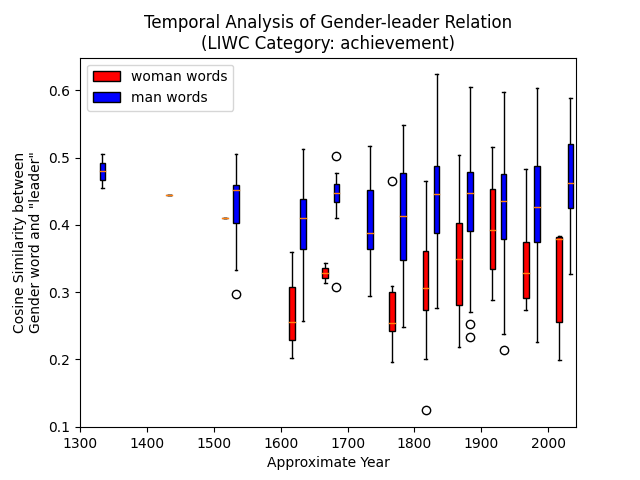 Temporal Analysis of Gender-leader Relation
(LIWC Category: achievement)
woman words
man words
Cosine Similarity between
Gender word and "leader"
0.6
0.5
0.4
0.3
0.2
0.1
1300 1400 1500 1600 1700 1800 1900 2000
Approximate Year